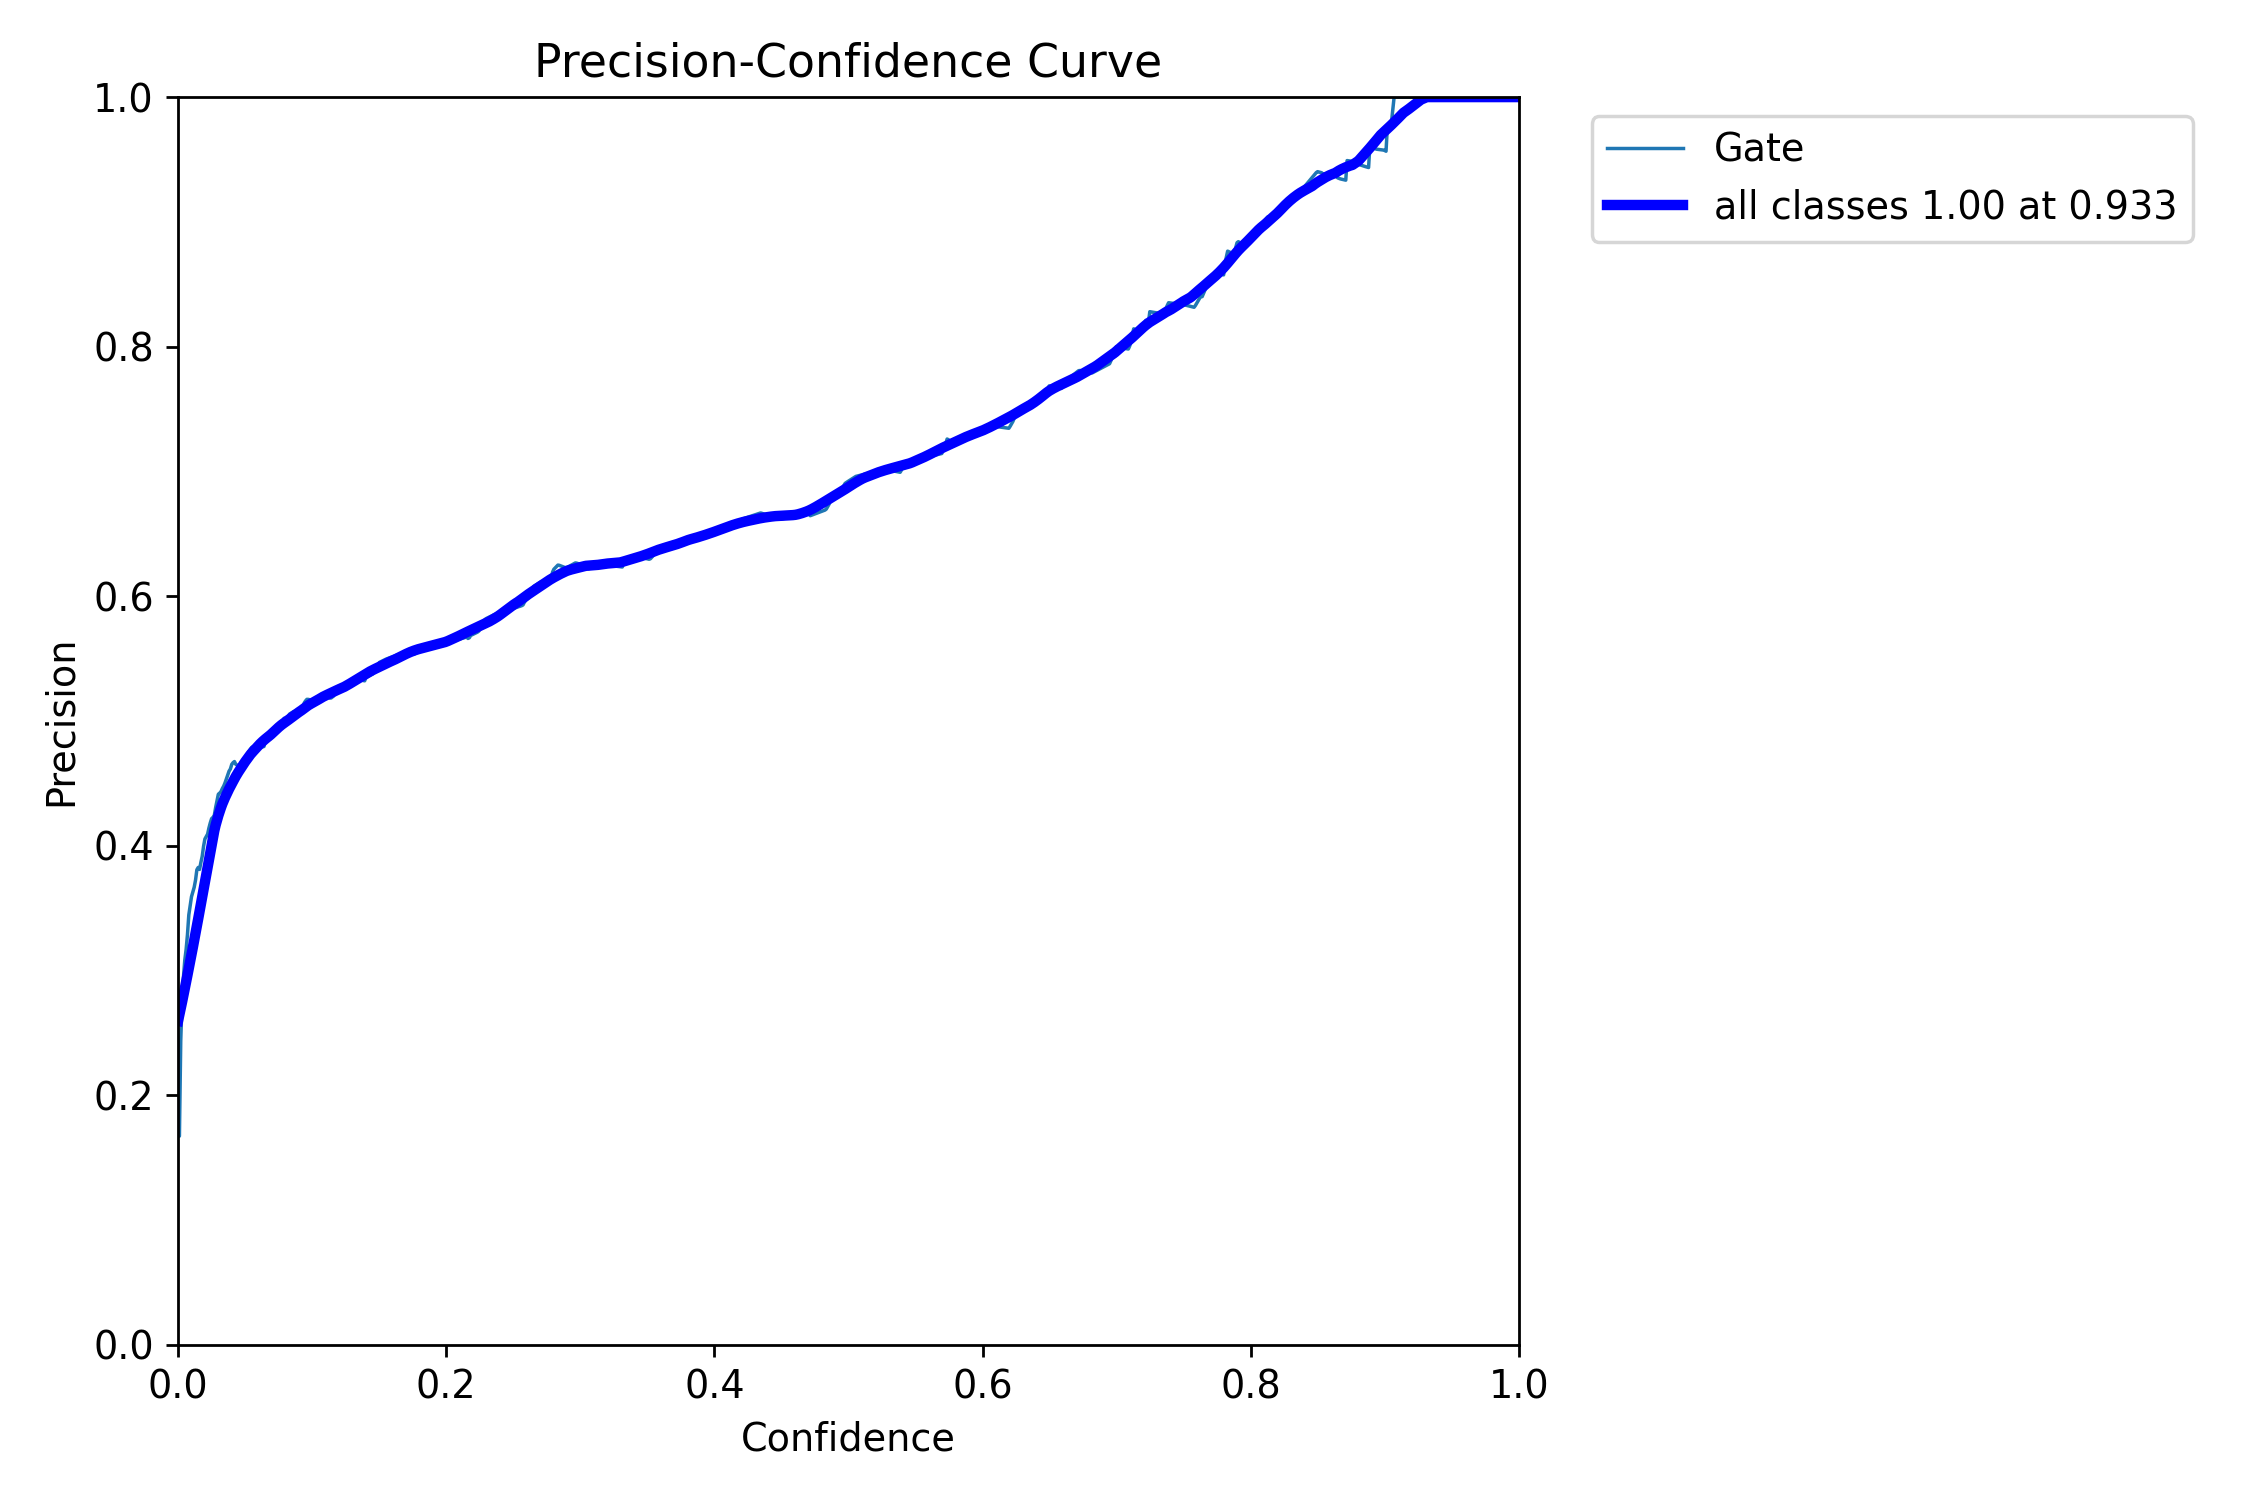 Precision-Confidence Curve
1.0
0.8
0.6
0.4
0.2
0.0
Precision
0.0 0.2 0.4 0.6 0.8 1.0
Confidence
Gate
all classes 1.00 at 0.933